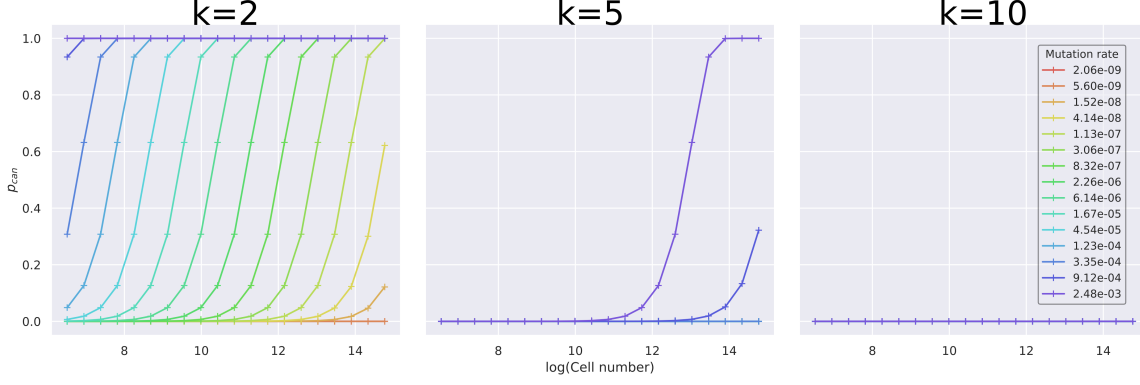 k=2
k=5
k=10
1.0
0.8
0.6
0.4
0.2
0.0
p_can
8
10
12
14
8
10
12
14
log(Cell number)
8
10
12
14
Mutation rate
2.06e-09
5.60e-09
1.52e-08
4.14e-08
1.13e-07
3.06e-07
8.32e-07
2.26e-06
6.14e-06
1.67e-05
4.54e-05
1.23e-04
3.35e-04
9.12e-04
2.48e-03